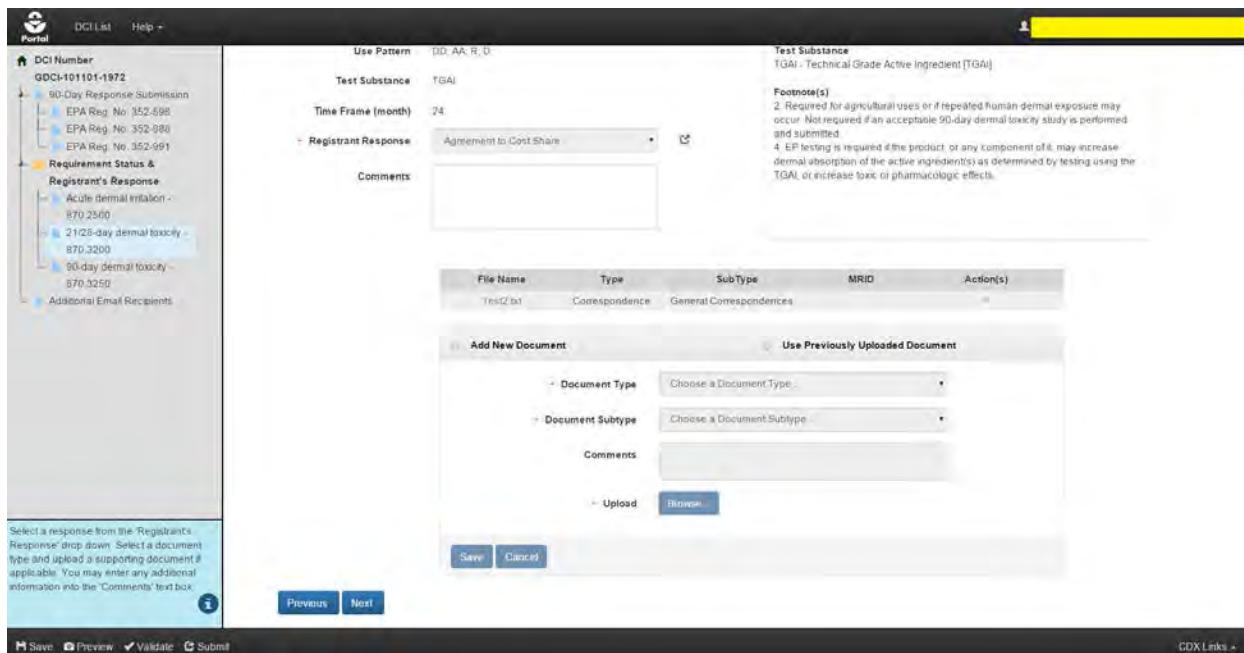 DCI List Help
Portal
DCI Number
GDCI-101101-1972
90-Day Response Submission
EPA Reg. No. 352-598
EPA Reg. No. 352-888
EPA Reg. No. 352-991
Requirement Status &
Registrant's Response
Acute dermal irritation -
870.2500
21/28-day dermal toxicity -
870.3200
90-day dermal toxicity -
870.3250
Additional Email Recipients
Select a response from the 'Registrant's
Response' drop down. Select a document
type and upload a supporting document if
applicable. You may enter any additional
information into the 'Comments' text box.
Use Pattern DD, AA, R, D
Test Substance TGAI
Time Frame (month) 24
Registrant Response Agreement to Cost Share
Comments
Test Substance
TGAI - Technical Grade Active Ingredient [TGAI]
Footnote(s)
2. Required for agricultural uses or if repeated human dermal exposure may
occur. Not required if an acceptable 90-day dermal toxicity study is performed
and submitted.
4. EP testing is required if the product, or any component of it, may increase
dermal absorption of the active ingredient(s) as determined by testing using the
TGAI, or increase toxic or pharmacologic effects.
File Name Type SubType MRID Action(s)
Test2.txt Correspondence General Correspondences
Add New Document Use Previously Uploaded Document
- Document Type Choose a Document Type...
- Document Subtype Choose a Document Subtype...
Comments
- Upload Browse...
Save Cancel
Previous Next
Save Preview Validate Submit CDX Links